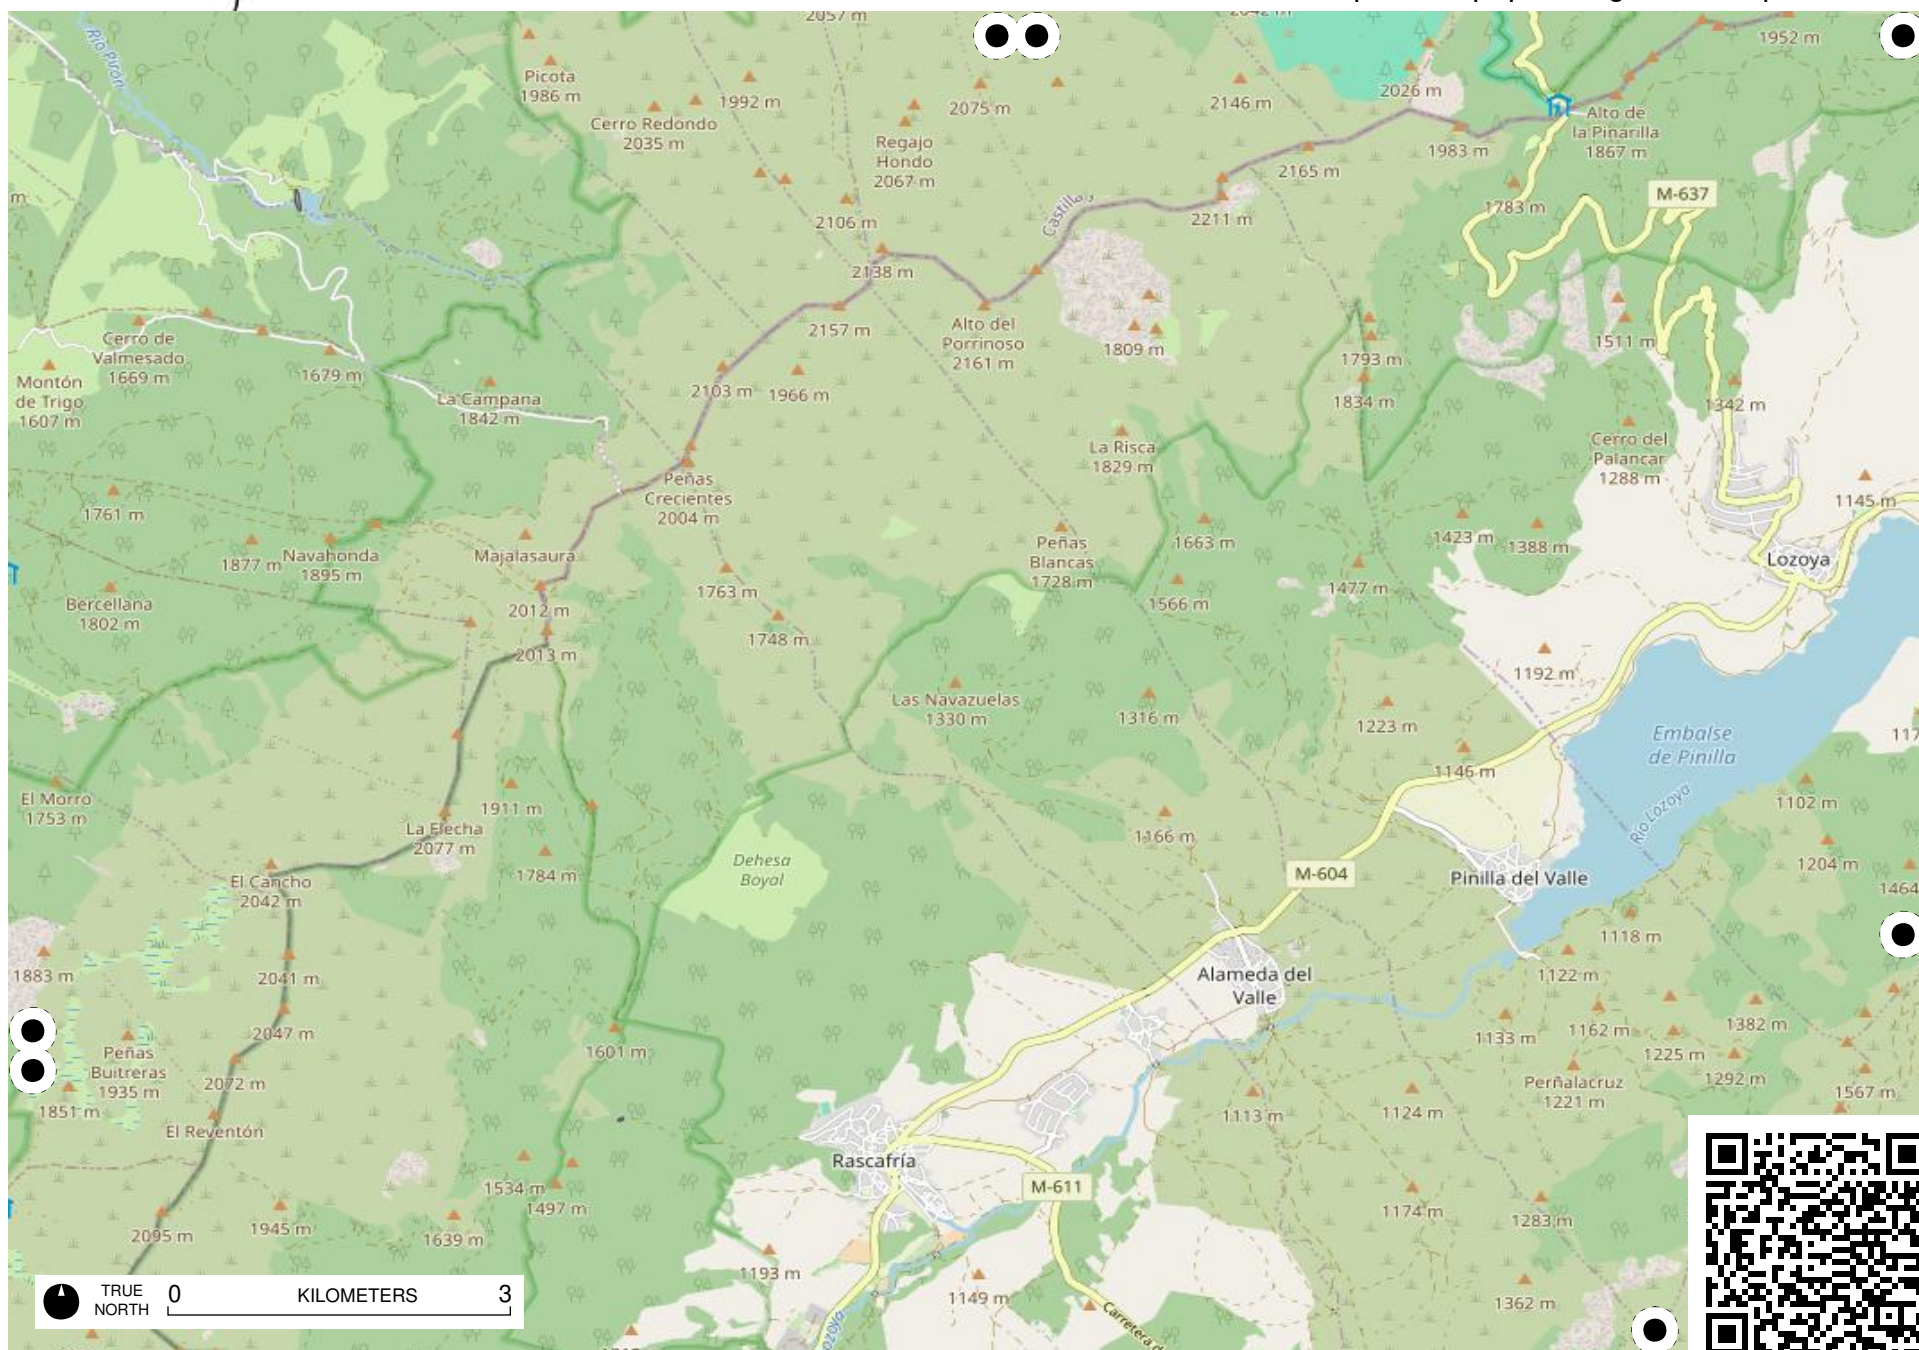 2057 m
Río Pirón
1952 m
Picota
1986 m
1992 m
2075 m
2146 m
2026 m
Cerro Redondo
2035 m
Alto de
la Pinarilla
1867 m
Regajo
Hondo
2067 m
1983 m
2165 m
M-637
1783 m
2106 m
Castilla y
2211 m
2138 m
2157 m
Alto del
Porrinoso
2161 m
1809 m
1793 m
1511 m
Cerro de
Valmesado
1669 m
1679 m
Montón
de Trigo
1607 m
La Campana
1842 m
2103 m
1966 m
1834 m
1342 m
La Risca
1829 m
Cerro del
Palancar
1288 m
Peñas
Crecientes
2004 m
1145 m
1761 m
1877 m
Navahonda
1895 m
Majalasaura
Peñas
Blancas
1728 m
1663 m
1423 m
1388 m
Lozoya
Bercellana
1802 m
2012 m
1763 m
1566 m
1477 m
1748 m
2013 m
1192 m
Las Navazuelas
1330 m
1316 m
1223 m
Embalse
de Pinilla
117
1146 m
El Morro
1753 m
1911 m
La Flecha
2077 m
1166 m
Río Lozoya
1102 m
1784 m
Dehesa
Boyal
M-604
Pinilla del Valle
1204 m
1464
El Cancho
2042 m
1118 m
1883 m
2041 m
Alameda del
Valle
1122 m
2047 m
1601 m
1133 m
1162 m
1382 m
Peñas
Buitreras
1935 m
2072 m
1225 m
1292 m
Perñalacruz
1221 m
1567 m
1851 m
El Reventón
1113 m
1124 m
Rascafría
M-611
1534 m
1497 m
1174 m
1283 m
2095 m
1945 m
1639 m
1193 m
1149 m
1362 m
TRUE
NORTH
0 KILOMETERS 3
Carretera d
ozoya